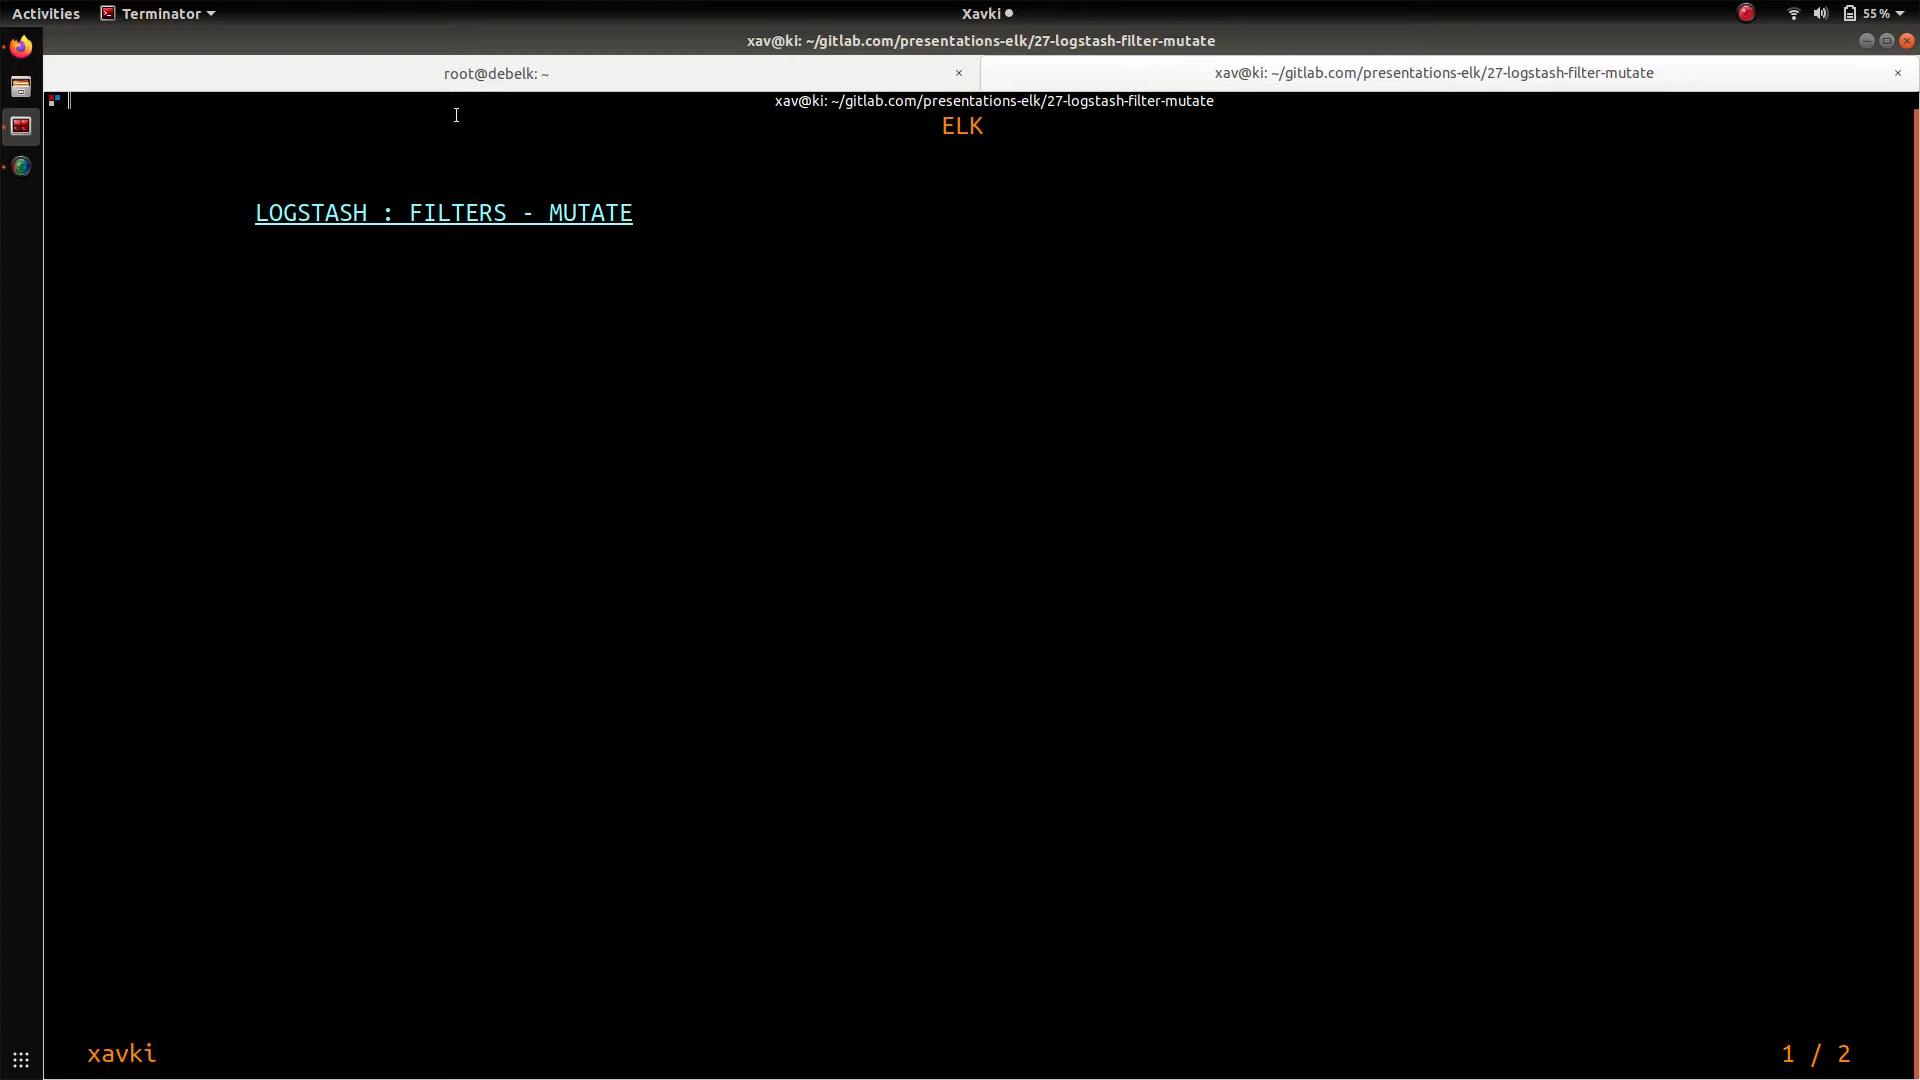 Activities Terminator Xavki 55%
xav@ki: ~/gitlab.com/presentations-elk/27-logstash-filter-mutate
root@debelk: ~ × xav@ki: ~/gitlab.com/presentations-elk/27-logstash-filter-mutate ×
xav@ki: ~/gitlab.com/presentations-elk/27-logstash-filter-mutate
ELK
LOGSTASH : FILTERS - MUTATE
xavki 1 / 2